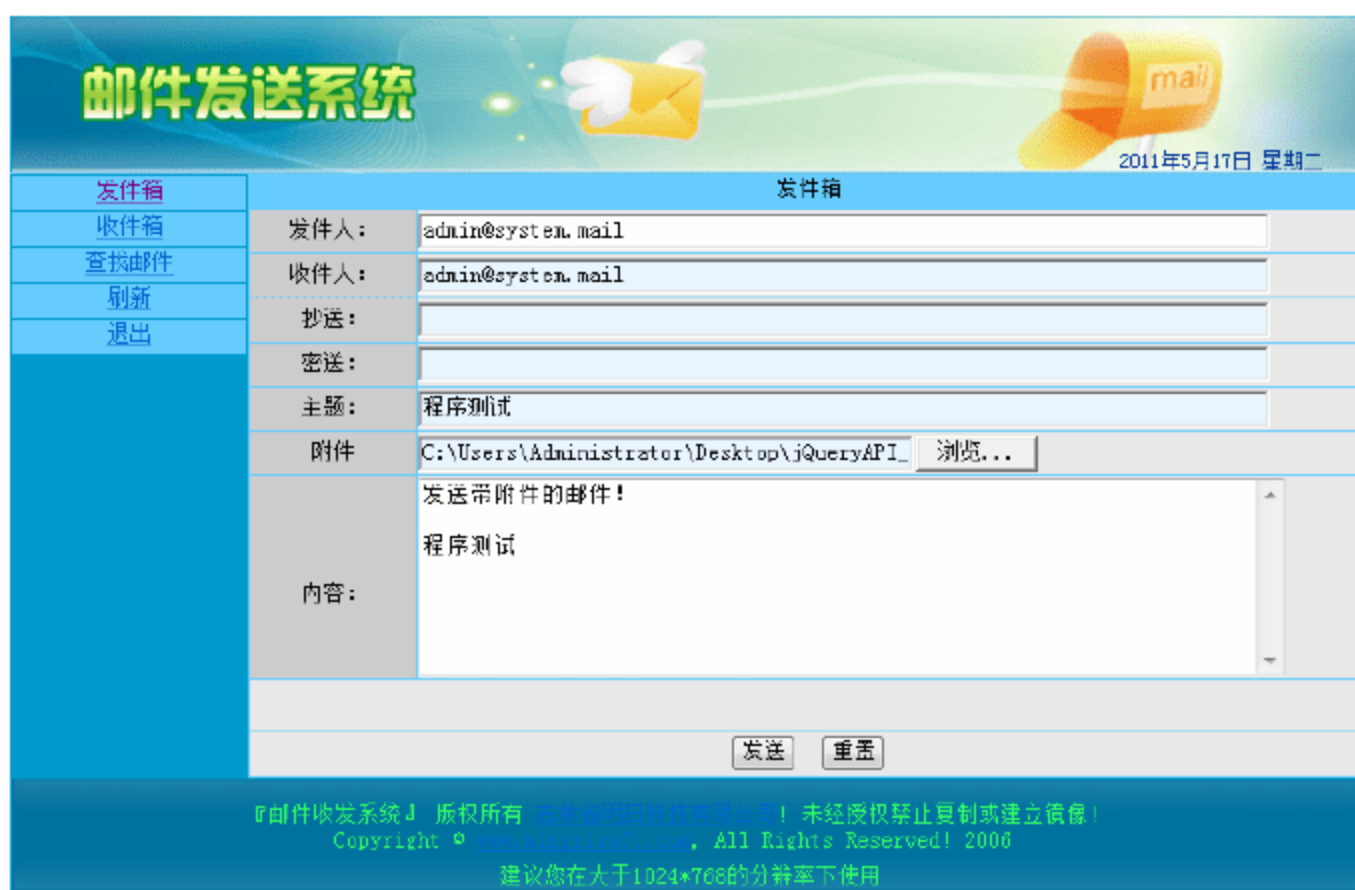 邮件发送系统
mail
2011年5月17日 星期二
发件箱
收件箱
查找邮件
刷新
退出
发件箱
发件人： admin@system.mail
收件人： admin@system.mail
抄送：
密送：
主题： 程序测试
附件 C:\Users\Administrator\Desktop\jQueryAPI_ 浏览...
内容： 发送带附件的邮件！
程序测试
发送 重置
『邮件收发系统』 版权所有 ！未经授权禁止复制或建立镜像！
Copyright © , All Rights Reserved! 2006
建议您在大于1024*768的分辨率下使用